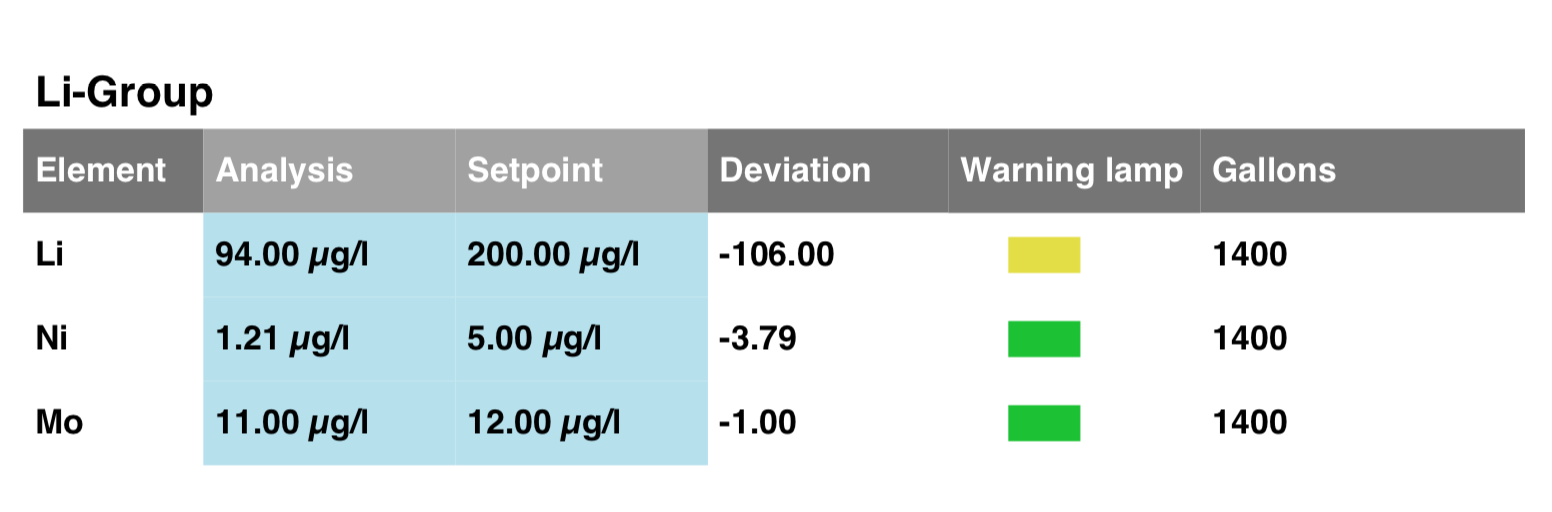 Li-Group
Element Analysis Setpoint Deviation Warning lamp Gallons
Li 94.00 µg/l 200.00 µg/l -106.00 1400
Ni 1.21 µg/l 5.00 µg/l -3.79 1400
Mo 11.00 µg/l 12.00 µg/l -1.00 1400